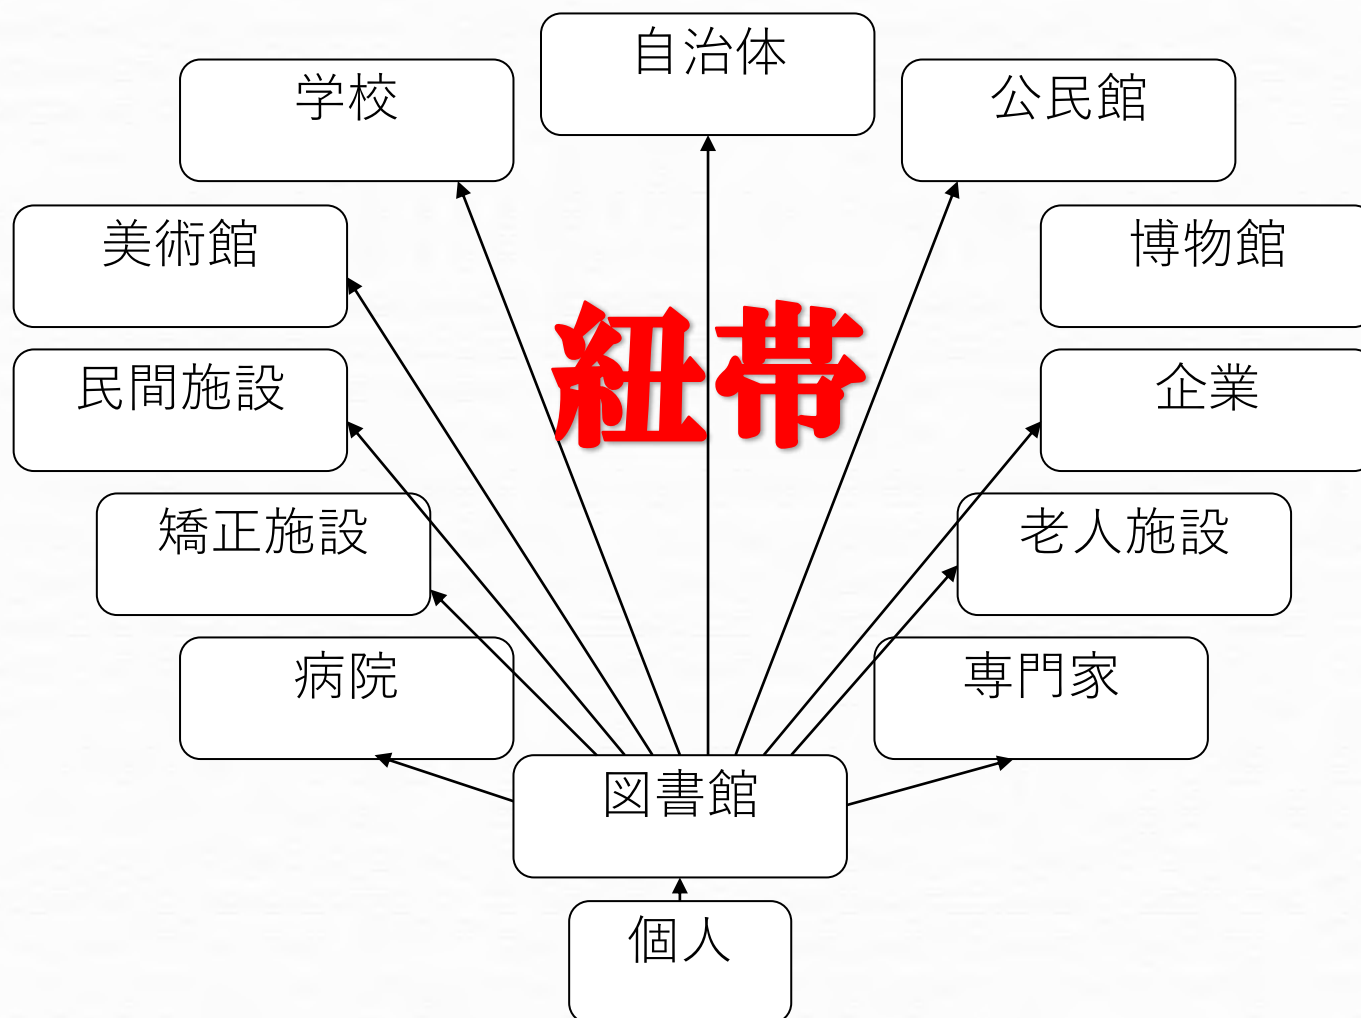 自治体
学校
公民館
美術館
博物館
紐帯
民間施設
企業
矯正施設
老人施設
病院
専門家
図書館
個人